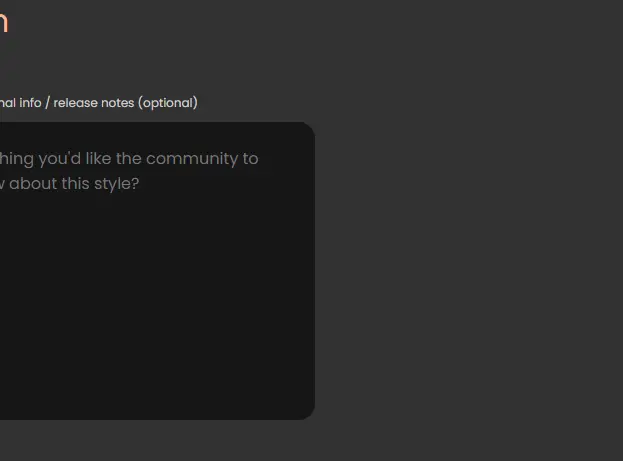 n
nal info / release notes (optional)
hing you'd like the community to
w about this style?